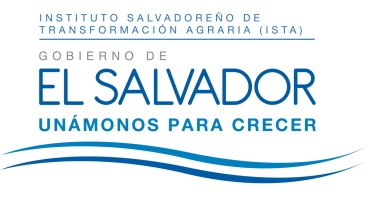 INSTITUTO SALVADOREÑO DE
TRANSFORMACIÓN AGRARIA (ISTA)
GOBIERNO DE
EL SALVADOR
UNÁMONOS PARA CRECER